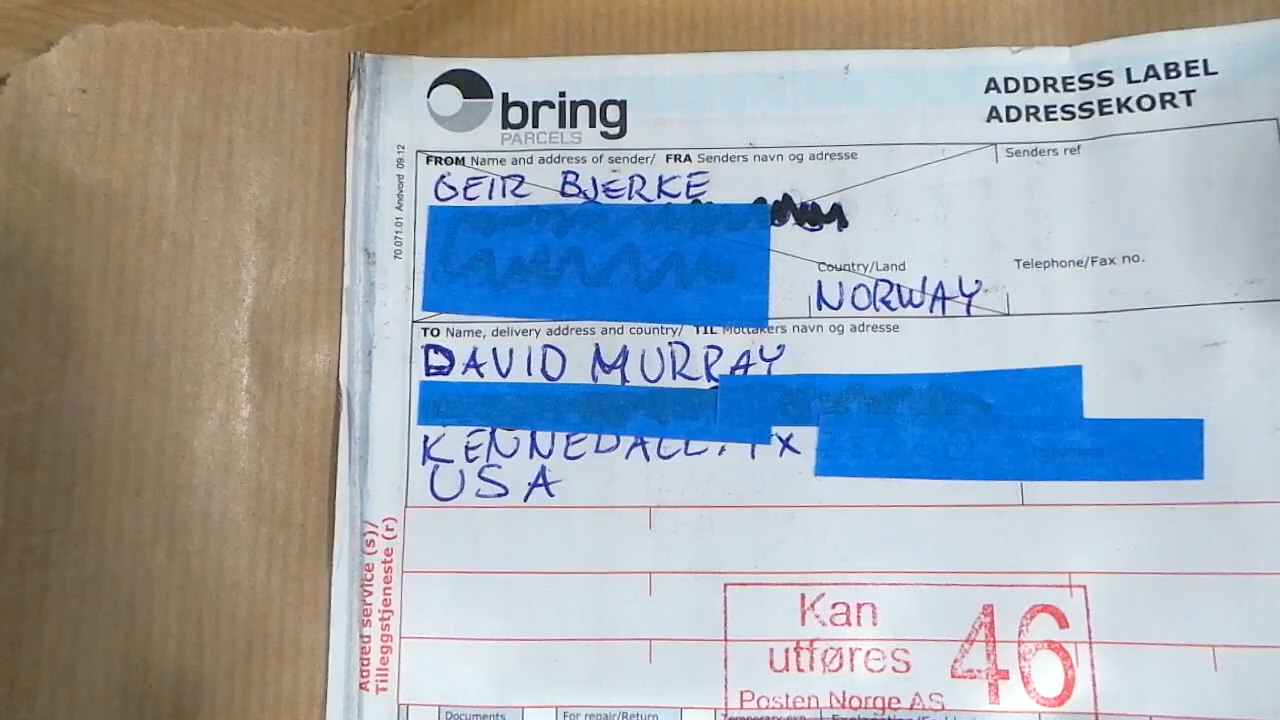 bring
PARCELS
ADDRESS LABEL
ADRESSEKORT
70.071.01 Andvord 09.12
FROM Name and address of sender/ FRA Senders navn og adresse
Senders ref
GEIR BJERKE
Country/Land
Telephone/Fax no.
NORWAY
TO Name, delivery address and country/ TIL Mottakers navn og adresse
DAVID MURRAY
KENNEDALE, TX
USA
Added service (s)/
Tilleggstjeneste (r)
Kan
utføres
46
Posten Norge AS
Documents
For repair/Return